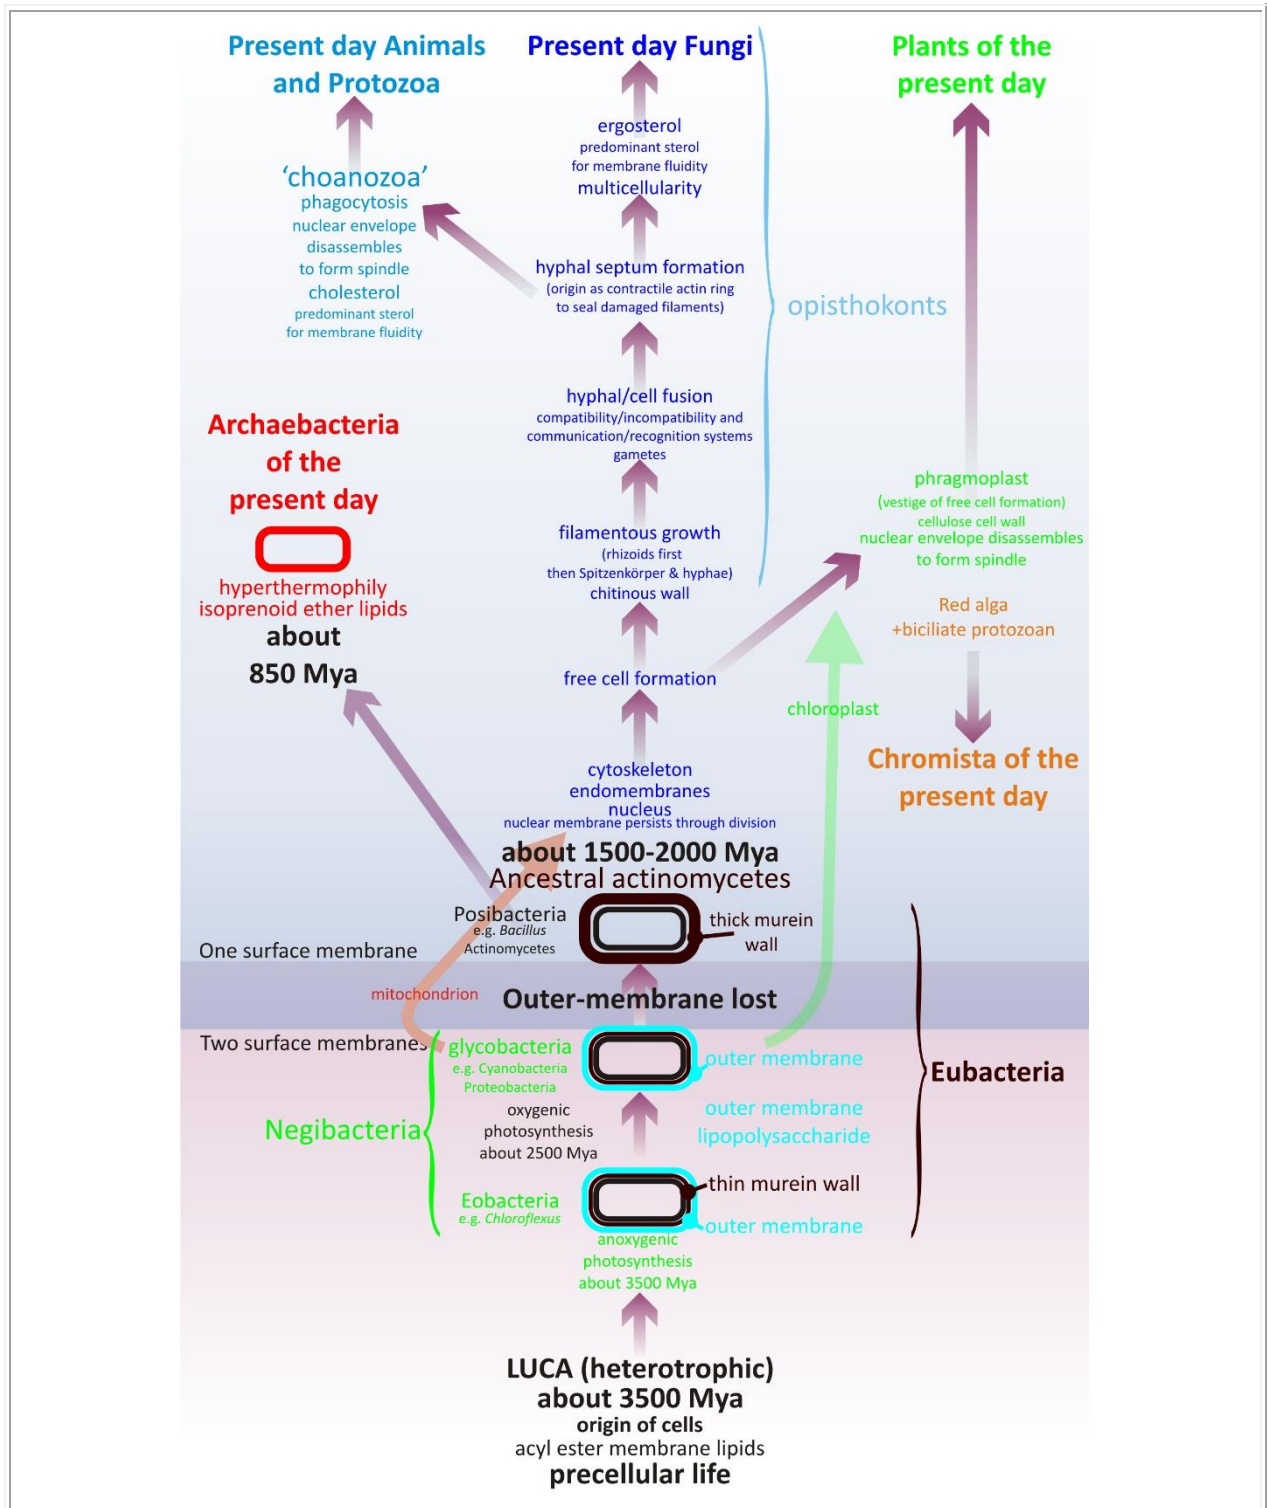 Present day Animals
and Protozoa
Present day Fungi
Plants of the
present day
ergosterol
predominant sterol
for membrane fluidity
multicellularity
‘choanozoa’
phagocytosis
nuclear envelope
disassembles
to form spindle
cholesterol
predominant sterol
for membrane fluidity
hyphal septum formation
(origin as contractile actin ring
to seal damaged filaments)
opisthokonts
hyphal/cell fusion
compatibility/incompatibility and
communication/recognition systems
gametes
Archaebacteria
of the
present day
hyperthermophily
isoprenoid ether lipids
about
850 Mya
filamentous growth
(rhizoids first
then Spitzenkörper & hyphae)
chitinous wall
phragmoplast
(vestige of free cell formation)
cellulose cell wall
nuclear envelope disassembles
to form spindle
Red alga
+biciliate protozoan
free cell formation
chloroplast
Chromista of the
present day
cytoskeleton
endomembranes
nucleus
nuclear membrane persists through division
about 1500-2000 Mya
Ancestral actinomycetes
Posibacteria
e.g. Bacillus
Actinomycetes
thick murein
wall
One surface membrane
mitochondrion
Outer-membrane lost
Two surface membranes
glycobacteria
e.g. Cyanobacteria
Proteobacteria
outer membrane
Eubacteria
oxygenic
photosynthesis
about 2500 Mya
outer membrane
lipopolysaccharide
Negibacteria
Eobacteria
e.g. Chloroflexus
thin murein wall
outer membrane
anoxygenic
photosynthesis
about 3500 Mya
LUCA (heterotrophic)
about 3500 Mya
origin of cells
acyl ester membrane lipids
precellular life